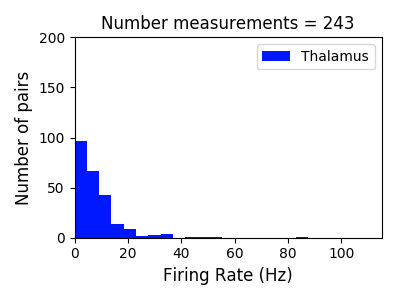 Number measurements = 243
Number of pairs
200
150
100
50
0
Thalamus
0 20 40 60 80 100
Firing Rate (Hz)